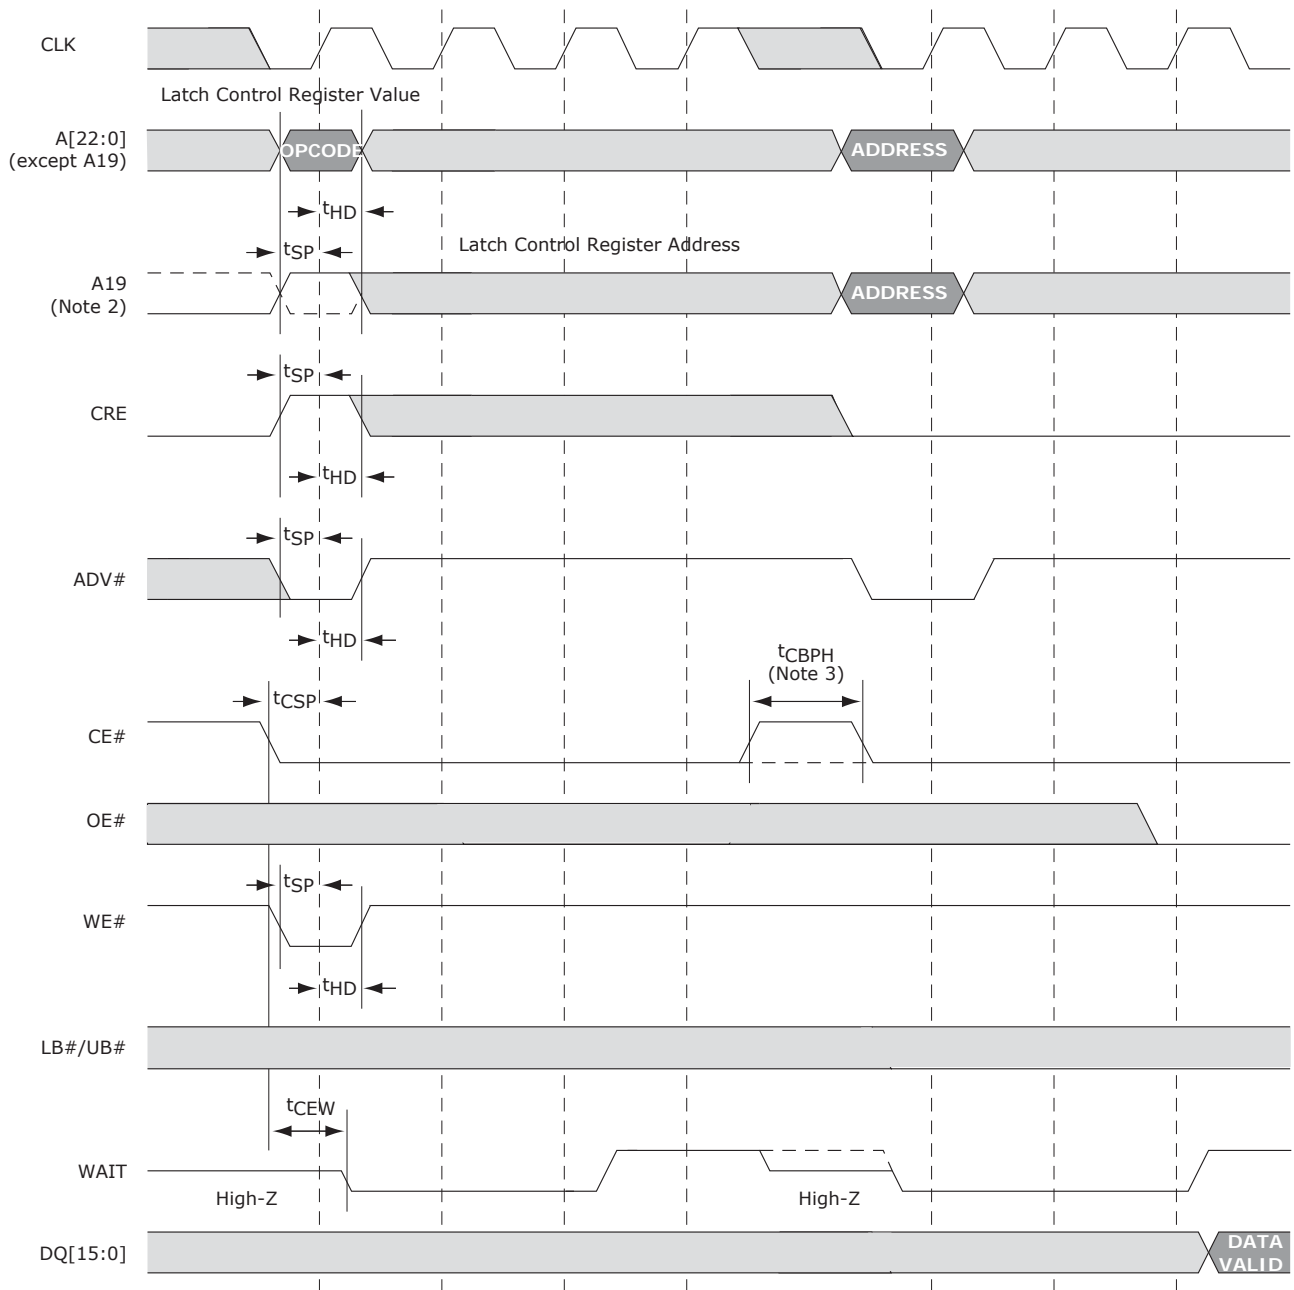 CLK
Latch Control Register Value
A[22:0]
(except A19)
OPCODE
ADDRESS
tHD
tSP
Latch Control Register Address
A19
(Note 2)
ADDRESS
tSP
CRE
tHD
tSP
ADV#
tHD
tCBPH
(Note 3)
tCSP
CE#
OE#
tSP
WE#
tHD
LB#/UB#
tCEW
WAIT
High-Z
High-Z
DQ[15:0]
DATA
VALID